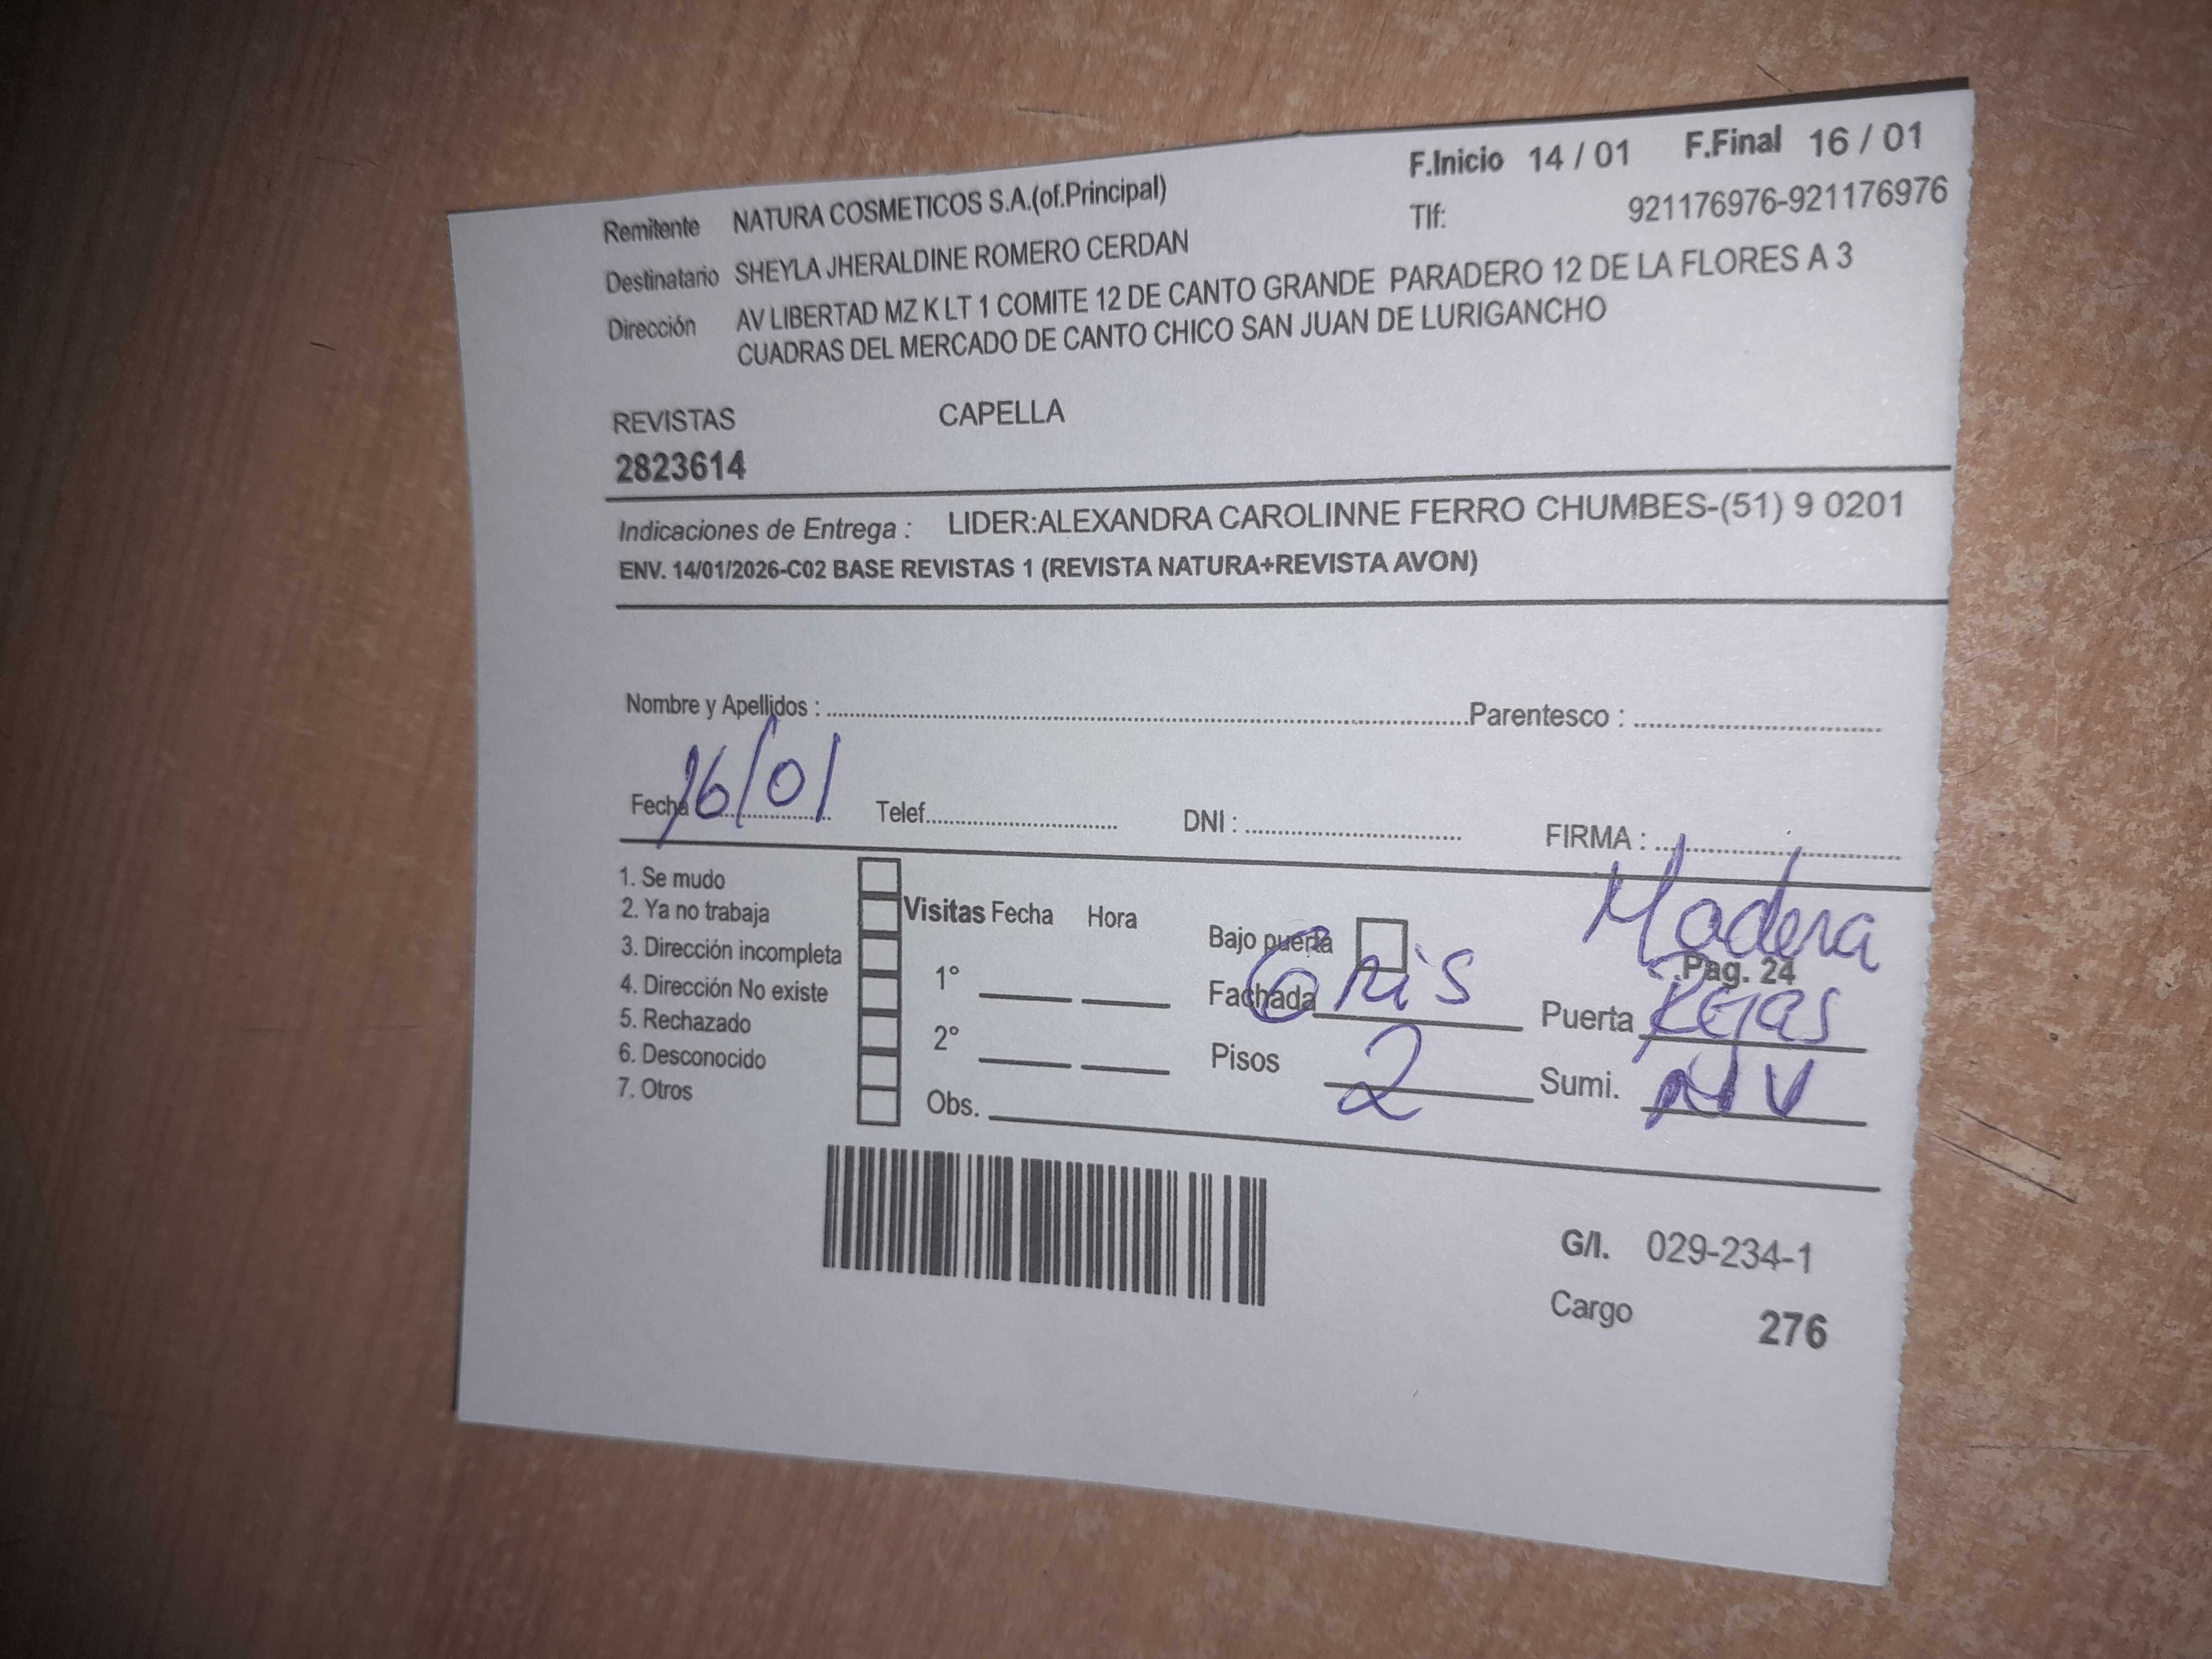 F.Inicio 14 / 01 F.Final 16 / 01
Remitente NATURA COSMETICOS S.A.(of.Principal) Tlf: 921176976-921176976
Destinatario SHEYLA JHERALDINE ROMERO CERDAN
Dirección AV LIBERTAD MZ K LT 1 COMITE 12 DE CANTO GRANDE PARADERO 12 DE LA FLORES A 3
CUADRAS DEL MERCADO DE CANTO CHICO SAN JUAN DE LURIGANCHO
REVISTAS CAPELLA
2823614
Indicaciones de Entrega : LIDER:ALEXANDRA CAROLINNE FERRO CHUMBES-(51) 9 0201
ENV. 14/01/2026-C02 BASE REVISTAS 1 (REVISTA NATURA+REVISTA AVON)
Nombre y Apellidos : Parentesco :
Fecha 16/01 Telef. DNI : FIRMA :
1. Se mudo
2. Ya no trabaja
3. Dirección incompleta
4. Dirección No existe
5. Rechazado
6. Desconocido
7. Otros
Visitas Fecha Hora
1°
2°
Obs.
Bajo puerta
Madera
Pag. 24
Fachada Gris Puerta Rejas
Pisos 2 Sumi. N V
G/I. 029-234-1
Cargo 276